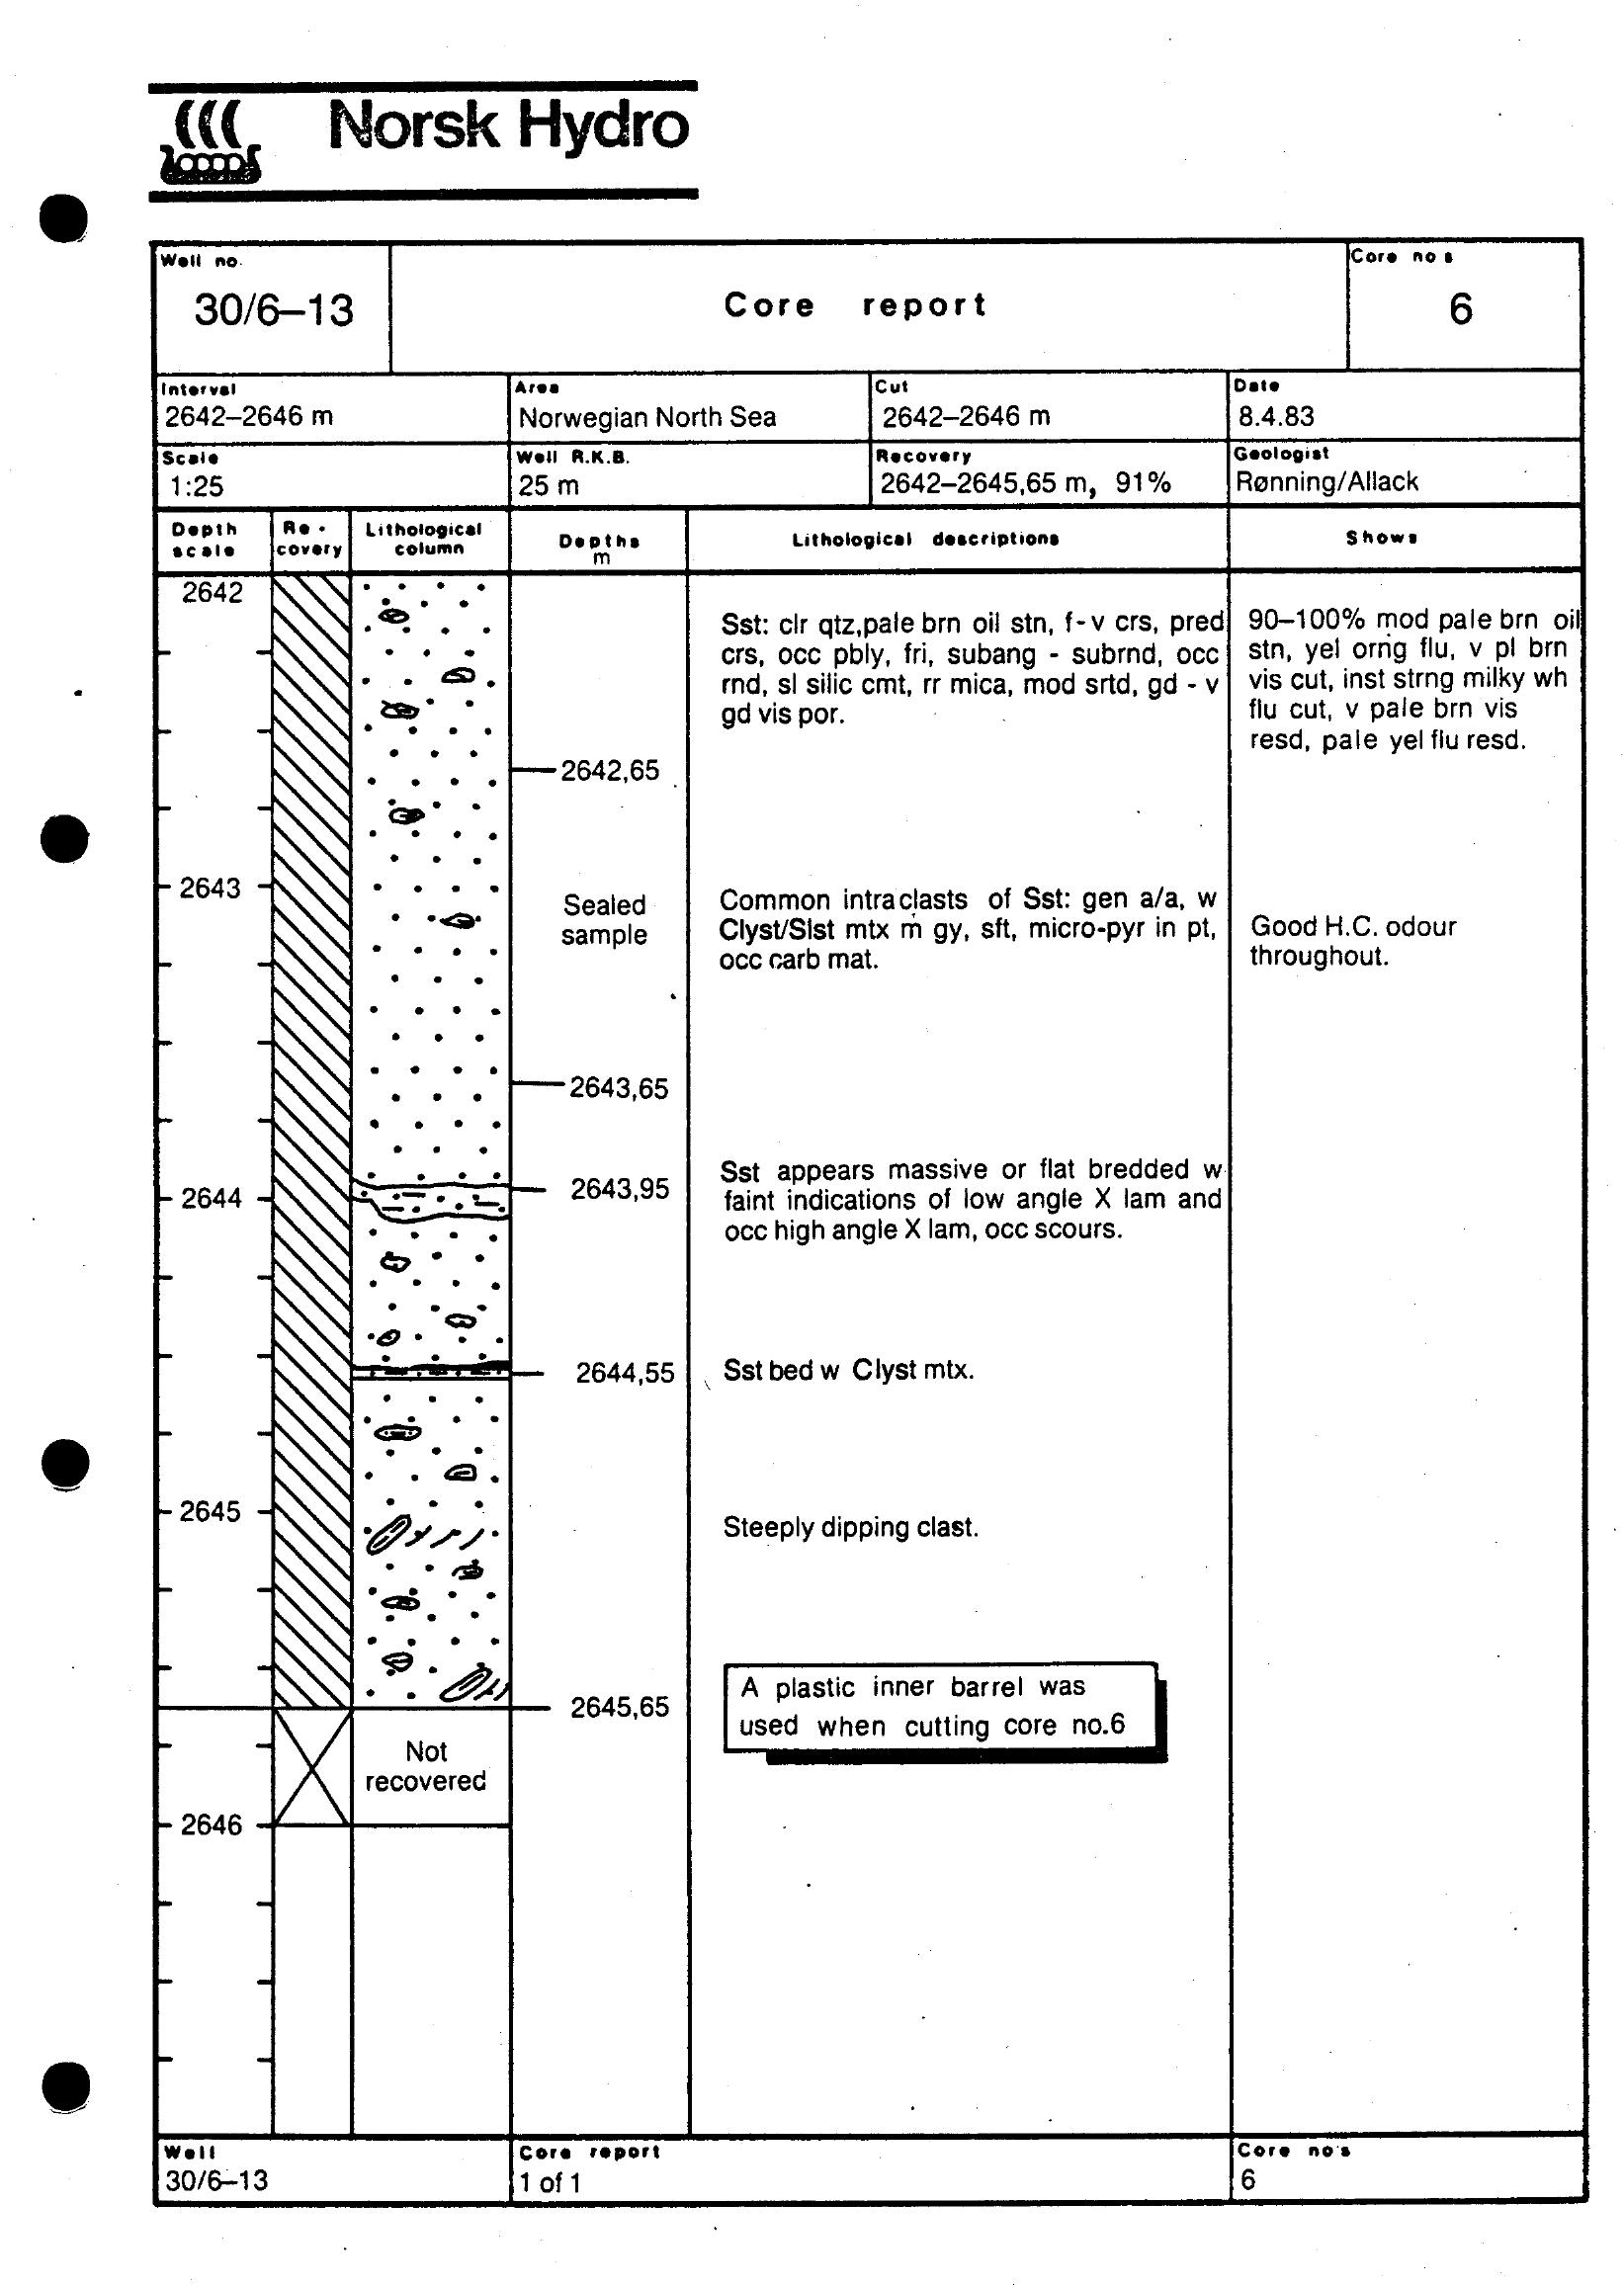 Norsk Hydro
Well no.
30/6–13
Core report
Core no s
6
Interval
2642–2646 m
Area
Norwegian North Sea
Cut
2642–2646 m
Date
8.4.83
Scale
1:25
Well R.K.B.
25 m
Recovery
2642–2645,65 m, 91%
Geologist
Rønning/Allack
Depth
scale
Re-
covery
Lithological
column
Depths
m
Lithological descriptions
Shows
2642
Sst: clr qtz,pale brn oil stn, f-v crs, pred
crs, occ pbly, fri, subang - subrnd, occ
rnd, sl silic cmt, rr mica, mod srtd, gd - v
gd vis por.
90–100% mod pale brn oil
stn, yel orng flu, v pl brn
vis cut, inst strng milky wh
flu cut, v pale brn vis
resd, pale yel flu resd.
2642,65
2643
Sealed
sample
Common intraclasts of Sst: gen a/a, w
Clyst/Slst mtx m gy, sft, micro-pyr in pt,
occ carb mat.
Good H.C. odour
throughout.
2643,65
2644
2643,95
Sst appears massive or flat bredded w
faint indications of low angle X lam and
occ high angle X lam, occ scours.
2644,55
Sst bed w Clyst mtx.
2645
Steeply dipping clast.
2645,65
A plastic inner barrel was
used when cutting core no.6
Not
recovered
2646
Well
30/6–13
Core report
1 of 1
Core no's
6